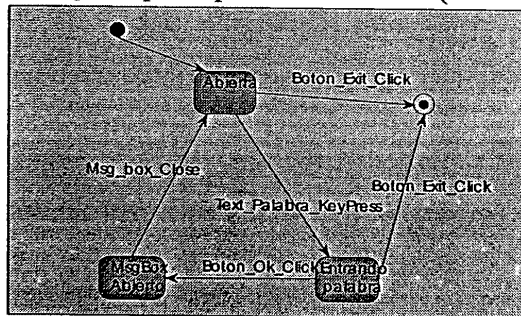 Abierta
Boton_Exit_Click
Msg_box_Close
Boton_Exit_Click
Text_Palabra_KeyPress
MsgBox
Abierto
Boton_Ok_Click
Entrando
palabra